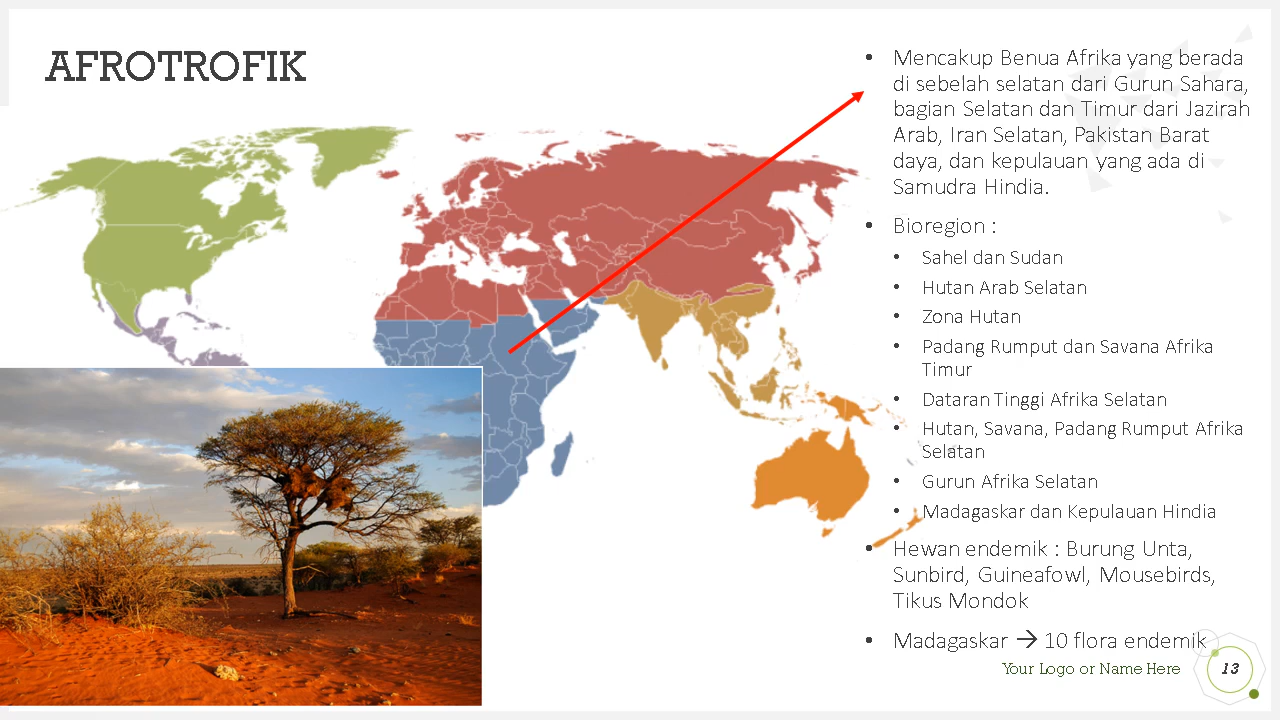 AFROTROFIK
• Mencakup Benua Afrika yang berada
di sebelah selatan dari Gurun Sahara,
bagian Selatan dan Timur dari Jazirah
Arab, Iran Selatan, Pakistan Barat
daya, dan kepulauan yang ada di
Samudra Hindia.
• Bioregion :
• Sahel dan Sudan
• Hutan Arab Selatan
• Zona Hutan
• Padang Rumput dan Savana Afrika
Timur
• Dataran Tinggi Afrika Selatan
• Hutan, Savana, Padang Rumput Afrika
Selatan
• Gurun Afrika Selatan
• Madagaskar dan Kepulauan Hindia
• Hewan endemik : Burung Unta,
Sunbird, Guineafowl, Mousebirds,
Tikus Mondok
• Madagaskar → 10 flora endemik
Your Logo or Name Here
13